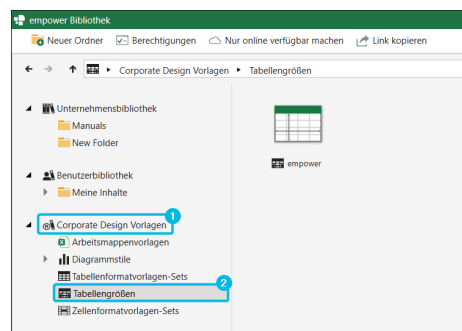 empower Bibliothek
Neuer Ordner Berechtigungen Nur online verfügbar machen Link kopieren
Corporate Design Vorlagen Tabellengrößen
Unternehmensbibliothek
Manuals
New Folder
empower
Benutzerbibliothek
Meine Inhalte
1
Corporate Design Vorlagen
Arbeitsmappenvorlagen
Diagrammstile
Tabellenformatvorlagen-Sets
2
Tabellengrößen
Zellenformatvorlagen-Sets